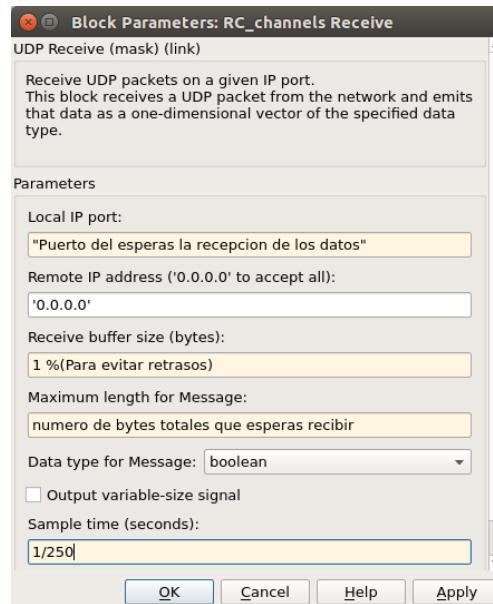 Block Parameters: RC_channels Receive
UDP Receive (mask) (link)
Receive UDP packets on a given IP port.
This block receives a UDP packet from the network and emits
that data as a one-dimensional vector of the specified data
type.
Parameters
Local IP port:
"Puerto del esperas la recepcion de los datos"
Remote IP address ('0.0.0.0' to accept all):
'0.0.0.0'
Receive buffer size (bytes):
1 %(Para evitar retrasos)
Maximum length for Message:
numero de bytes totales que esperas recibir
Data type for Message: boolean
Output variable-size signal
Sample time (seconds):
1/250
OK Cancel Help Apply